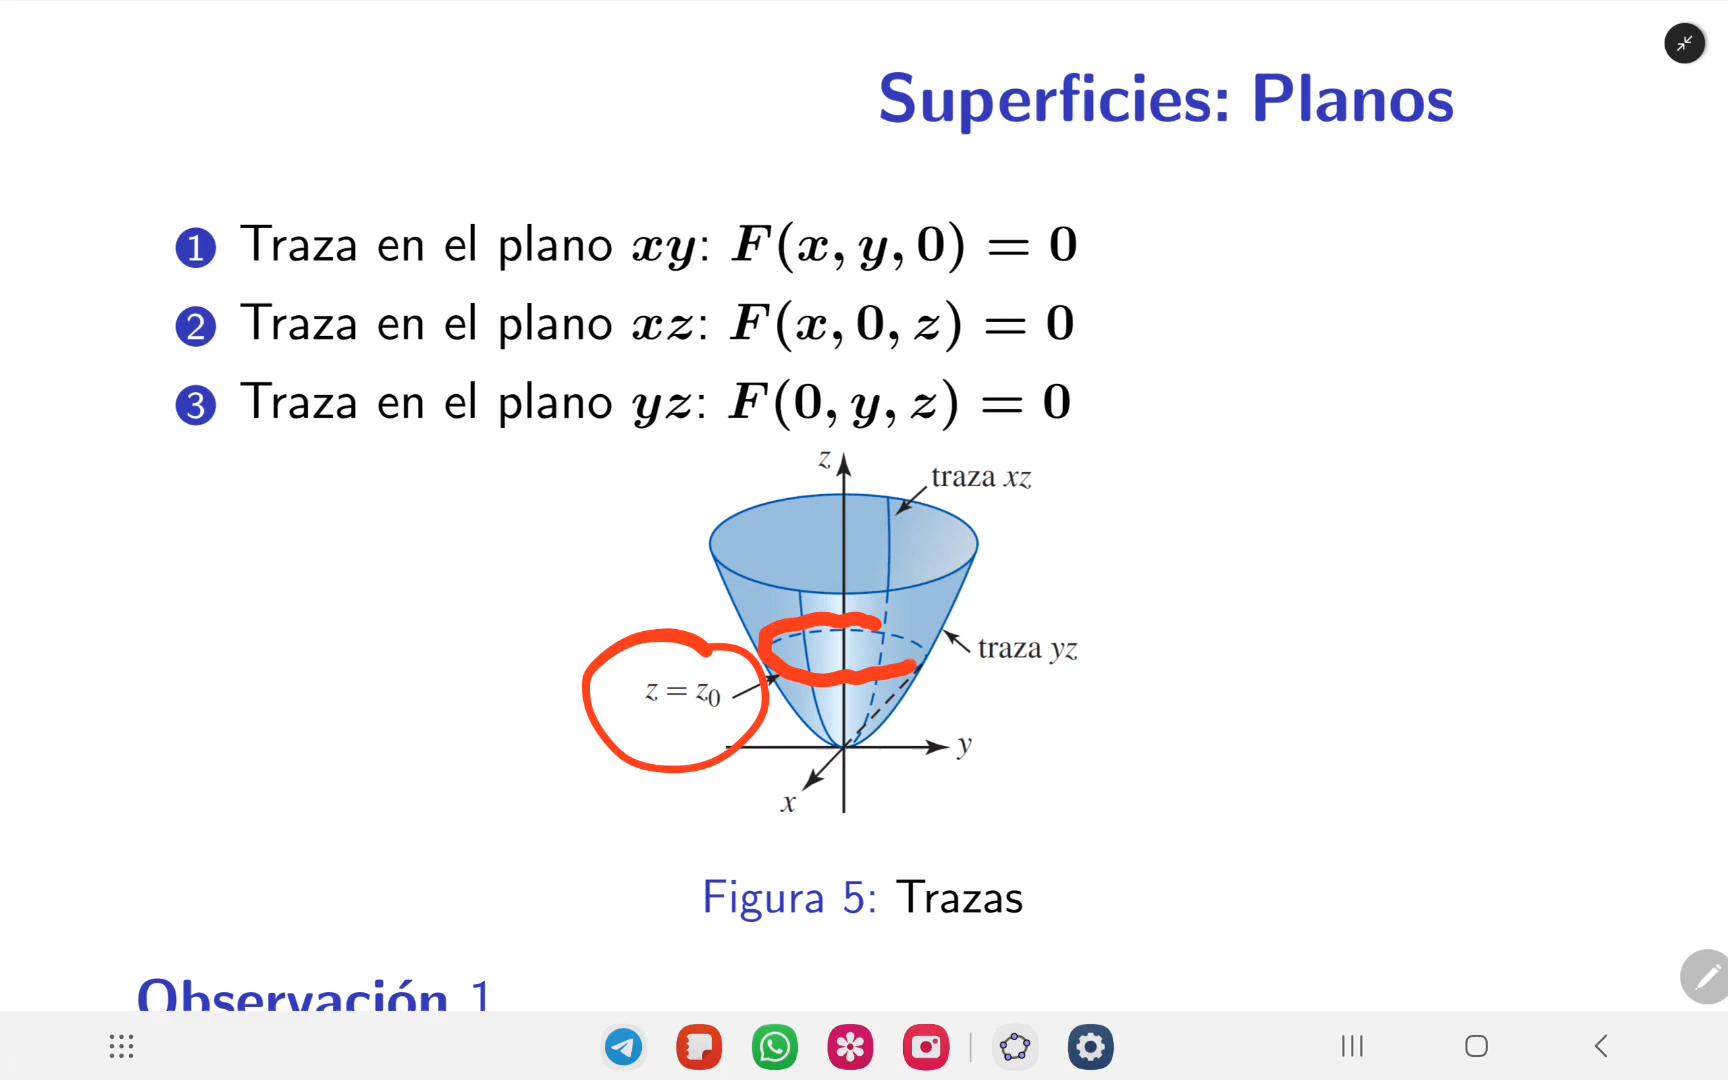 Superficies: Planos
1 Traza en el plano xy: F(x, y, 0) = 0
2 Traza en el plano xz: F(x, 0, z) = 0
3 Traza en el plano yz: F(0, y, z) = 0
z
traza xz
traza yz
z = z₀
y
x
Figura 5: Trazas
Observación 1